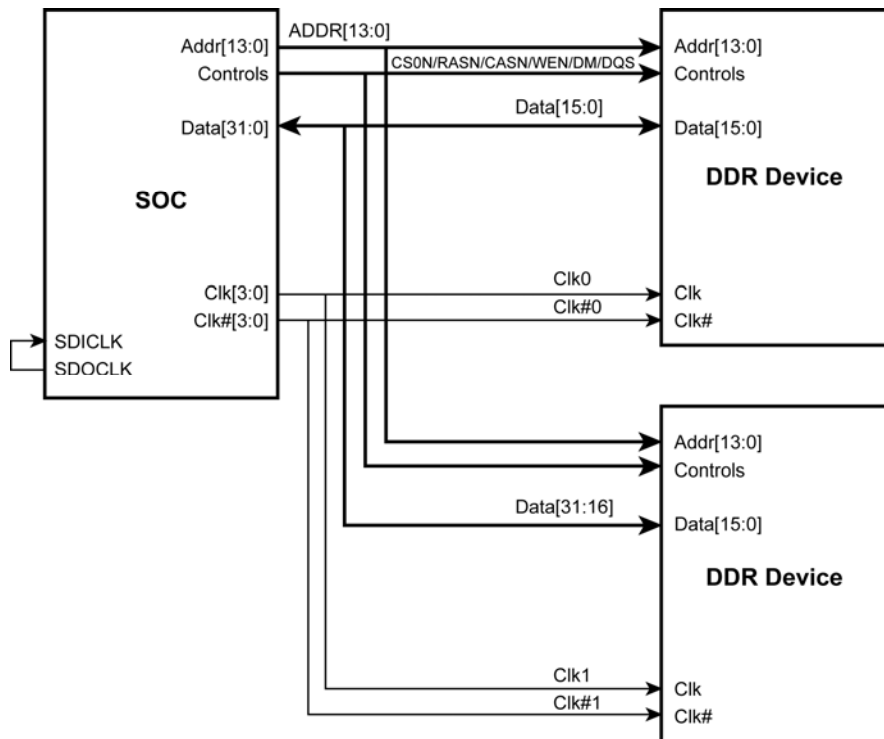 ADDR[13:0]
Addr[13:0]
Controls
Data[31:0]
SOC
Clk[3:0]
Clk#[3:0]
SDICLK
SDOCLK
CS0N/RASN/CASN/WEN/DM/DQS
Data[15:0]
Clk0
Clk#0
Addr[13:0]
Controls
Data[15:0]
DDR Device
Clk
Clk#
Data[31:16]
Clk1
Clk#1
Addr[13:0]
Controls
Data[15:0]
DDR Device
Clk
Clk#